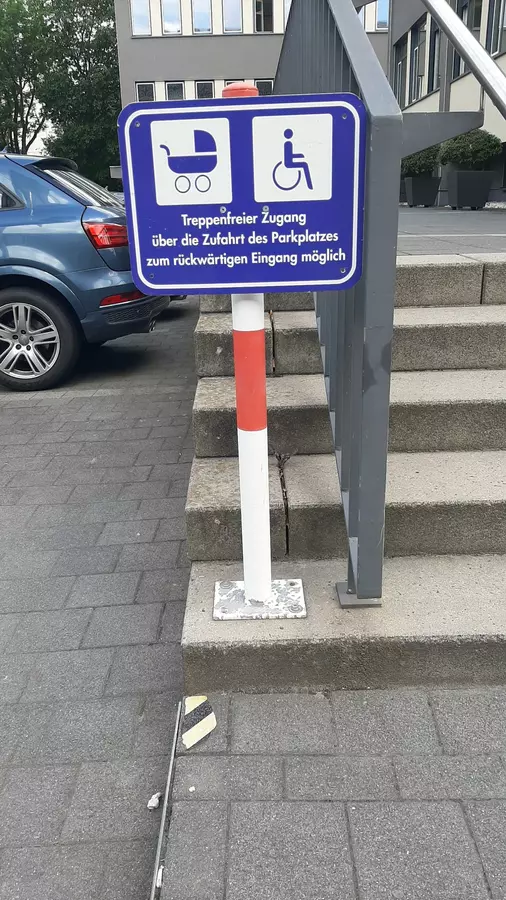 Treppenfreier Zugang
über die Zufahrt des Parkplatzes
zum rückwärtigen Eingang möglich